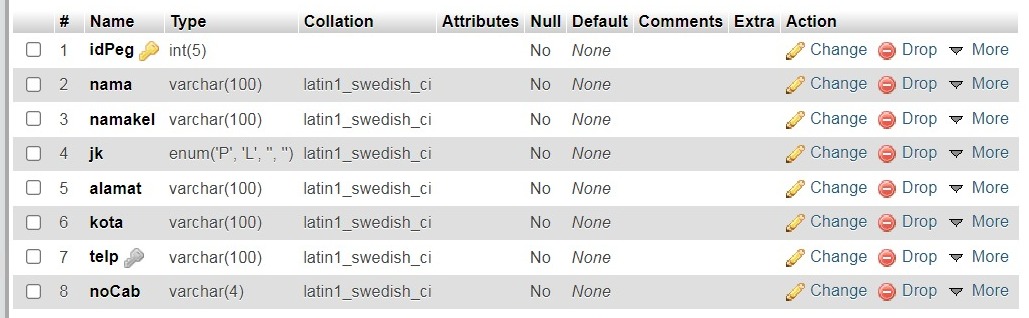 # Name Type Collation Attributes Null Default Comments Extra Action
1 idPeg int(5) No None Change Drop More
2 nama varchar(100) latin1_swedish_ci No None Change Drop More
3 namakel varchar(100) latin1_swedish_ci No None Change Drop More
4 jk enum('P', 'L', '', '') latin1_swedish_ci No None Change Drop More
5 alamat varchar(100) latin1_swedish_ci No None Change Drop More
6 kota varchar(100) latin1_swedish_ci No None Change Drop More
7 telp varchar(100) latin1_swedish_ci No None Change Drop More
8 noCab varchar(4) latin1_swedish_ci No None Change Drop More